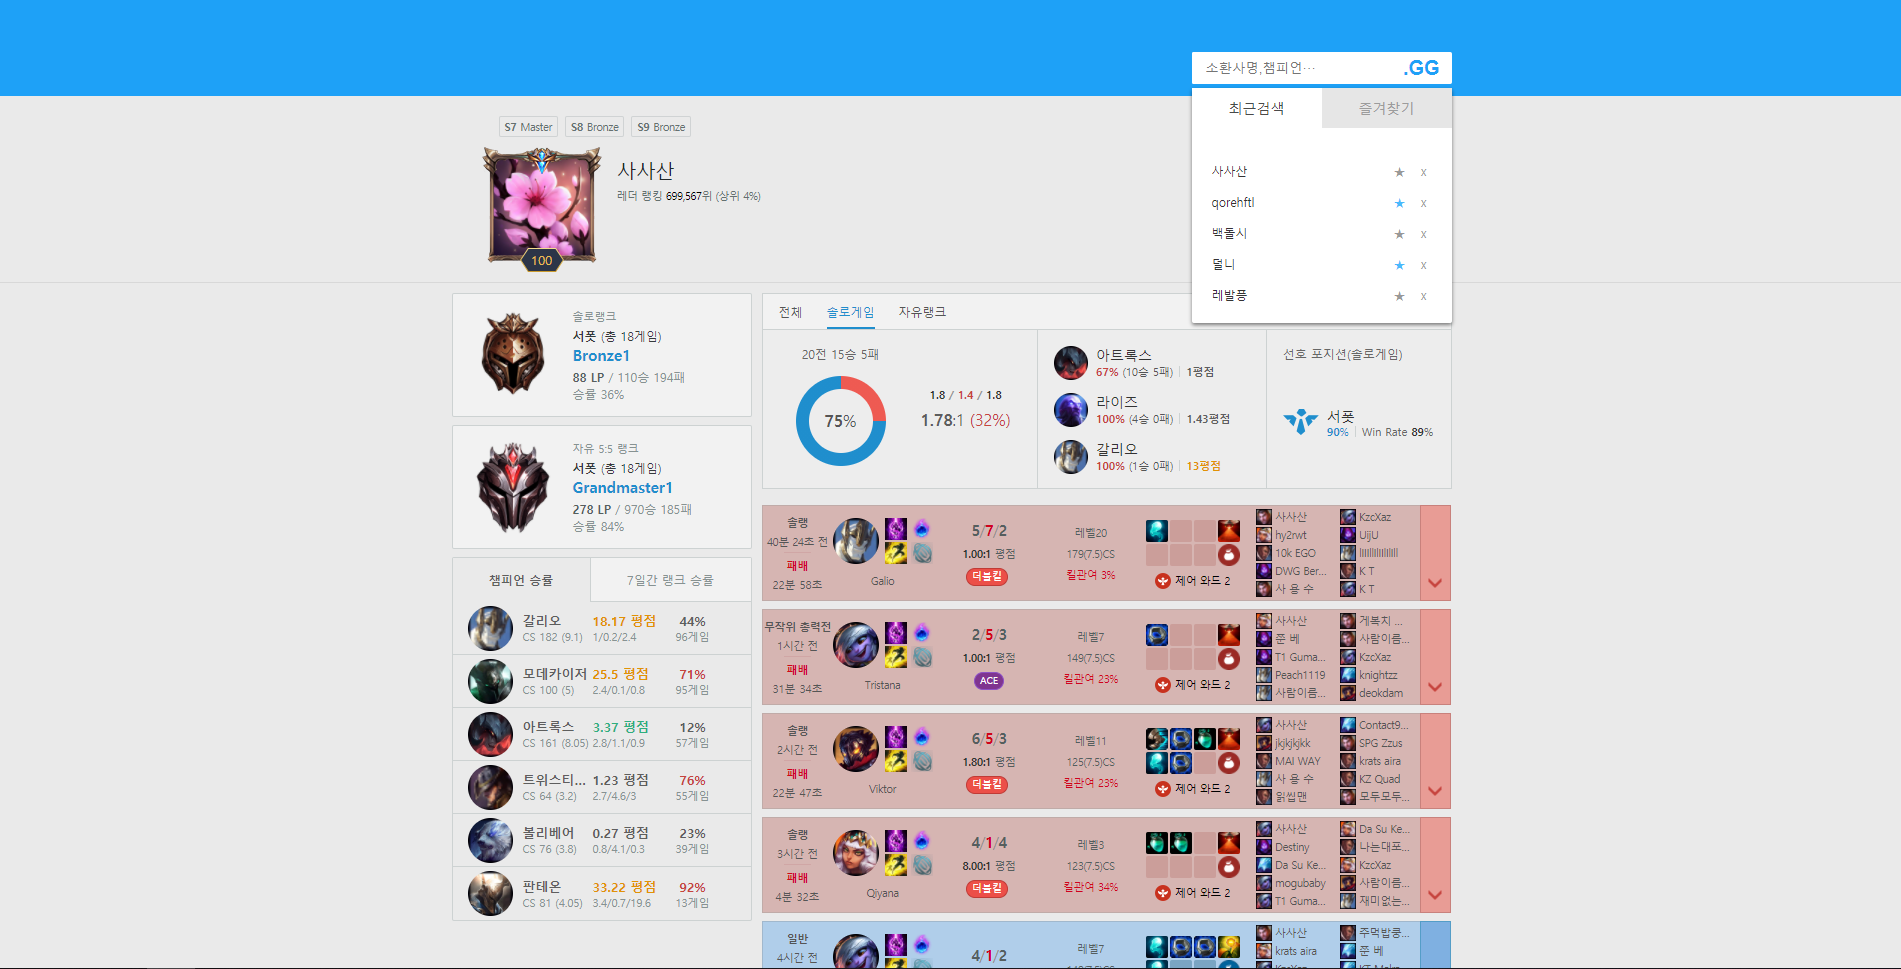 소환사명,챔피언…
.GG
최근검색
즐겨찾기
사사산
★ x
qorehftl
★ x
백돌시
★ x
덜니
★ x
레발풍
★ x
S7 Master
S8 Bronze
S9 Bronze
사사산
레더 랭킹 699,567위 (상위 4%)
100
솔로랭크
서폿 (총 18게임)
Bronze1
88 LP / 110승 194패
승률 36%
자유 5:5 랭크
서폿 (총 18게임)
Grandmaster1
278 LP / 970승 185패
승률 84%
챔피언 승률
7일간 랭크 승률
갈리오 18.17 평점 44%
CS 182 (9.1) 1/0.2/2.4 96게임
모데카이저 25.5 평점 71%
CS 100 (5) 2.4/0.1/0.8 95게임
아트록스 3.37 평점 12%
CS 161 (8.05) 2.8/1.1/0.9 57게임
트위스티... 1.23 평점 76%
CS 64 (3.2) 2.7/4.6/3 55게임
볼리베어 0.27 평점 23%
CS 76 (3.8) 0.8/4.1/0.3 39게임
판테온 33.22 평점 92%
CS 81 (4.05) 3.4/0.7/19.6 13게임
전체
솔로게임
자유랭크
20전 15승 5패
75%
1.8 / 1.4 / 1.8
1.78:1 (32%)
아트록스
67% (10승 5패) | 1평점
라이즈
100% (4승 0패) | 1.43평점
갈리오
100% (1승 0패) | 13평점
선호 포지션(솔로게임)
서폿
90% | Win Rate 89%
솔랭
40분 24초 전
패배
22분 58초
Galio
5/7/2
1.00:1 평점
더블킬
레벨20
179(7.5)CS
킬관여 3%
제어 와드 2
사사산
hy2rwt
10k EGO
DWG Ber...
사 용 수
KzcXaz
UijU
K T
K T
무작위 총력전
1시간 전
패배
31분 34초
Tristana
2/5/3
1.00:1 평점
ACE
레벨7
149(7.5)CS
킬관여 23%
제어 와드 2
사사산
쭌 베
T1 Guma...
Peach1119
사람이름...
게복치 ...
사람이름...
KzcXaz
knightzz
deokdam
솔랭
2시간 전
패배
22분 47초
Viktor
6/5/3
1.80:1 평점
더블킬
레벨11
125(7.5)CS
킬관여 23%
제어 와드 2
사사산
jkjkjkjkk
MAI WAY
사 용 수
읽씹맨
Contact9...
SPG Zzus
krats aira
KZ Quad
모두모두...
솔랭
3시간 전
패배
4분 32초
Qiyana
4/1/4
8.00:1 평점
더블킬
레벨3
123(7.5)CS
킬관여 34%
제어 와드 2
사사산
Destiny
Da Su Ke...
mogubaby
T1 Guma...
Da Su Ke...
나는대포...
KzcXaz
사람이름...
재미없는...
일반
4시간 전
4/1/2
레벨7
사사산
krats aira
주먹밥쿵...
쭌 베